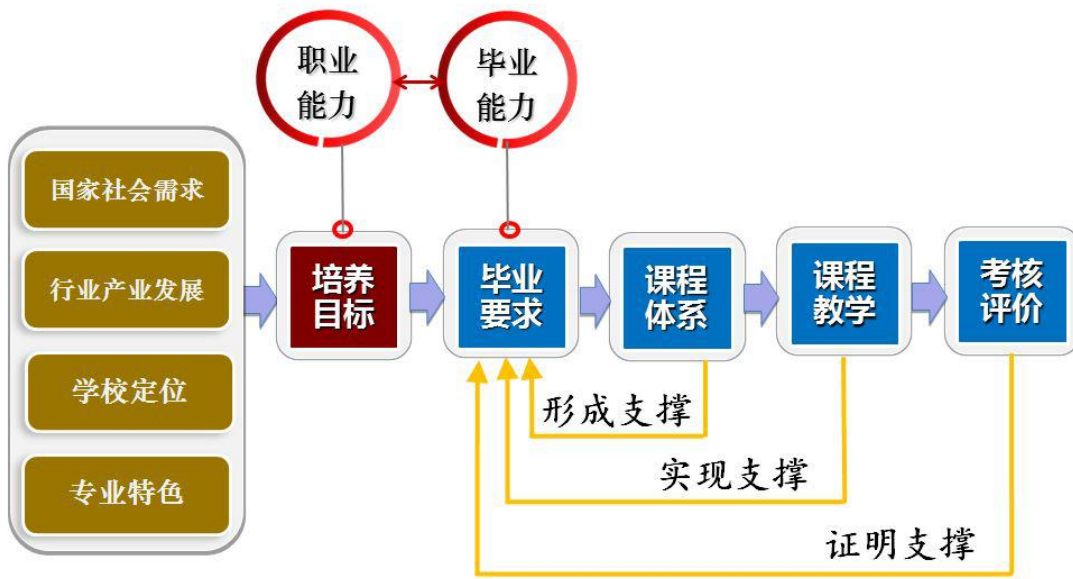 职业
能力
毕业
能力
国家社会需求
行业产业发展
学校定位
专业特色
培养
目标
毕业
要求
课程
体系
课程
教学
考核
评价
形成支撑
实现支撑
证明支撑